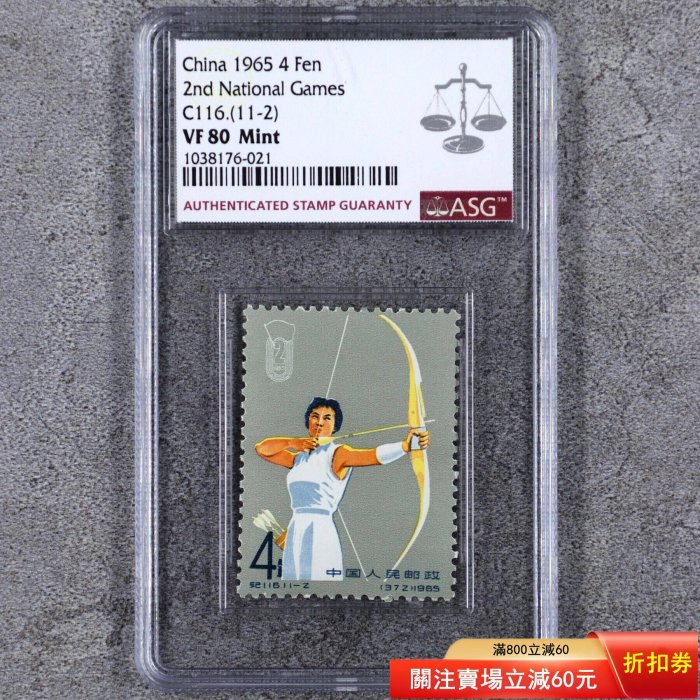 China 1965 4 Fen
2nd National Games
C116.(11-2)
VF 80 Mint
1038176-021
AUTHENTICATED STAMP GUARANTY
ASG™
2
4分
中国人民邮政
纪116.11-2
(372)1965
滿800立減60
關注賣場立減60元
折扣券